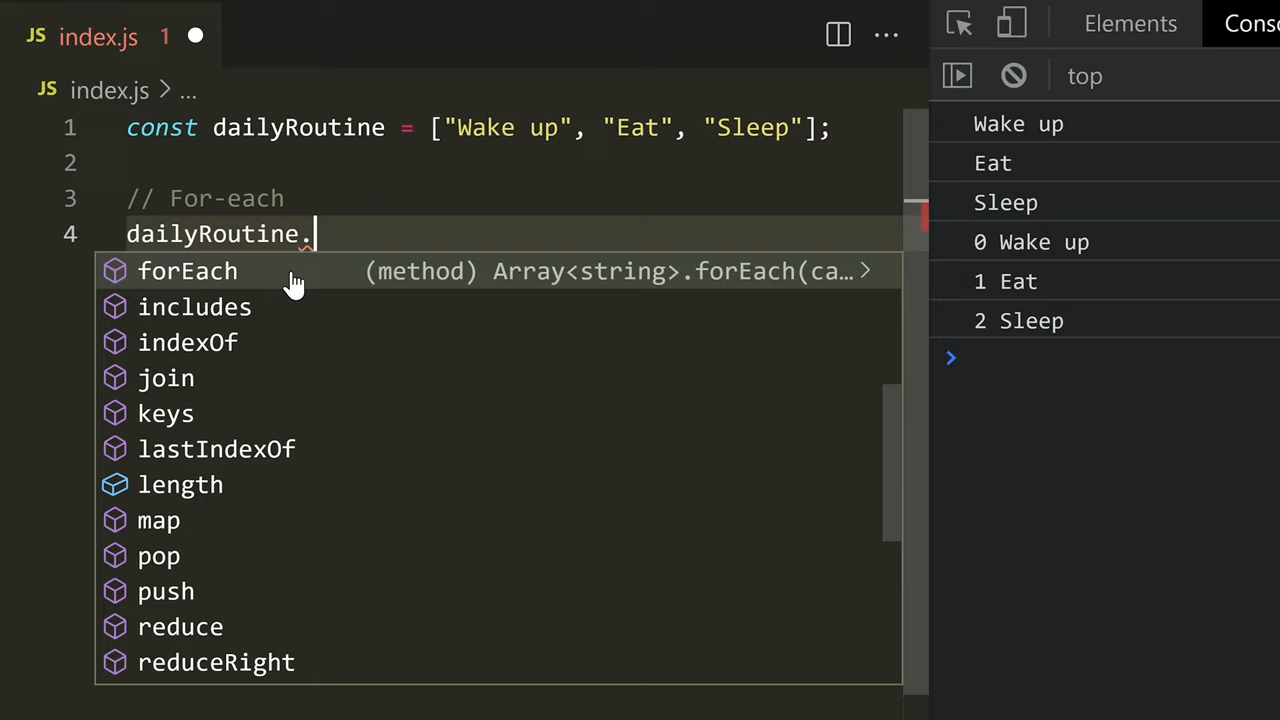 JS index.js 1
JS index.js > ...
1 const dailyRoutine = ["Wake up", "Eat", "Sleep"];
2
3 // For-each
4 dailyRoutine.
forEach (method) Array<string>.forEach(ca… >
includes
indexOf
join
keys
lastIndexOf
length
map
pop
push
reduce
reduceRight
Elements Conso
top
Wake up
Eat
Sleep
0 Wake up
1 Eat
2 Sleep
>